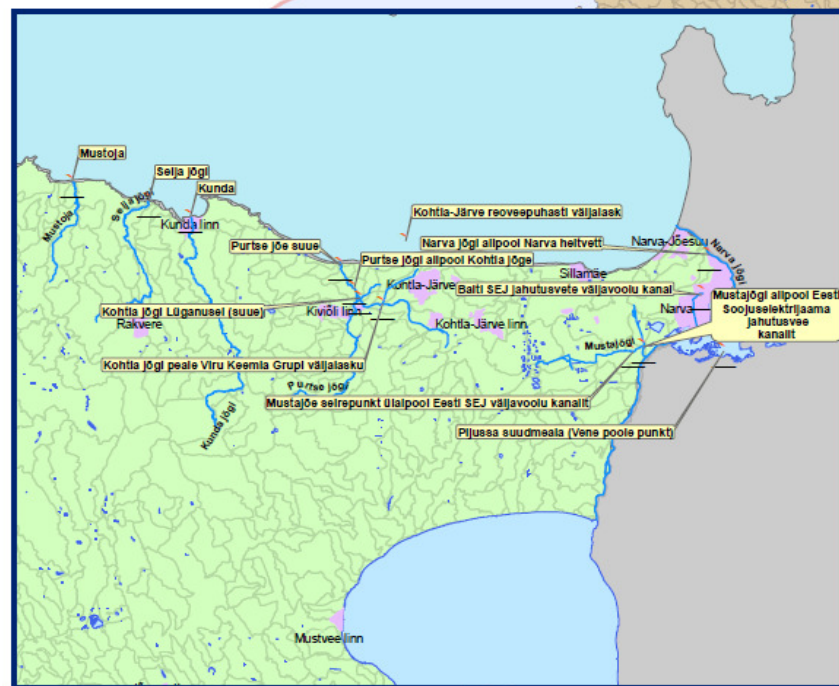 Mustoja
Selja jõgi
Kunda
Selja jõgi
Mustoja
Kunda linn
Kohtla-Järve reoveepuhasti väljalask
Purtse jõe suue
Narva jõgi allpool Narva heitvett
Narva-Jõesuu
Narva jõgi
Purtse jõgi allpool Kohtla jõge
Sillamäe
Kohtla-Järve
Balti SEJ jahutusvete väljavoolu kanal
Mustajõgi allpool Eesti
Soojuselektrijaama
jahutusvee
kanalit
Kohtla jõgi Lüganusel (suue)
Kiviõli linn
Narva
Rakvere
Kohtla-Järve linn
Mustajõgi
Kohtla jõgi peale Viru Keemia Grupi väljalasku
Purtse jõgi
Mustajõe seirepunkt ülalpool Eesti SEJ väljavoolu kanalit
Kunda jõgi
Pljussa suudmeala (Vene poole punkt)
Mustvee linn